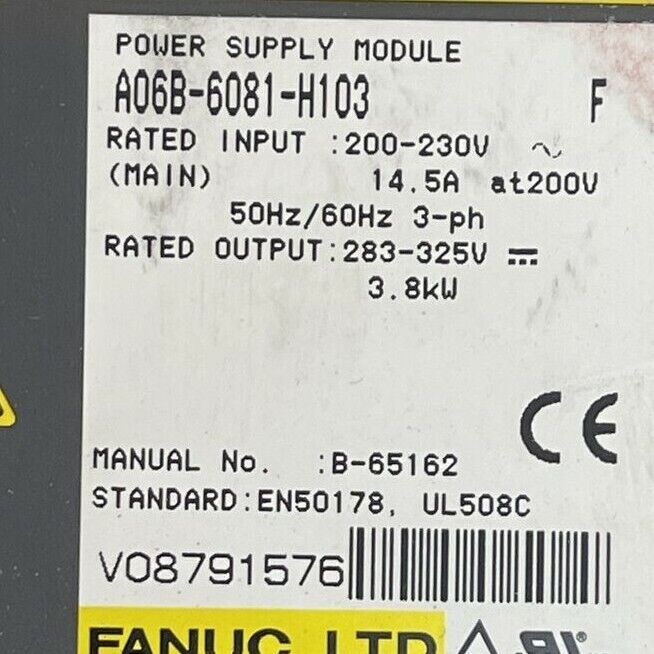 POWER SUPPLY MODULE
A06B-6081-H103 F
RATED INPUT :200-230V ~
(MAIN) 14.5A at200V
50Hz/60Hz 3-ph
RATED OUTPUT:283-325V ⎓
3.8kW
CE
MANUAL No. :B-65162
STANDARD:EN50178, UL508C
V08791576
FANUC LTD